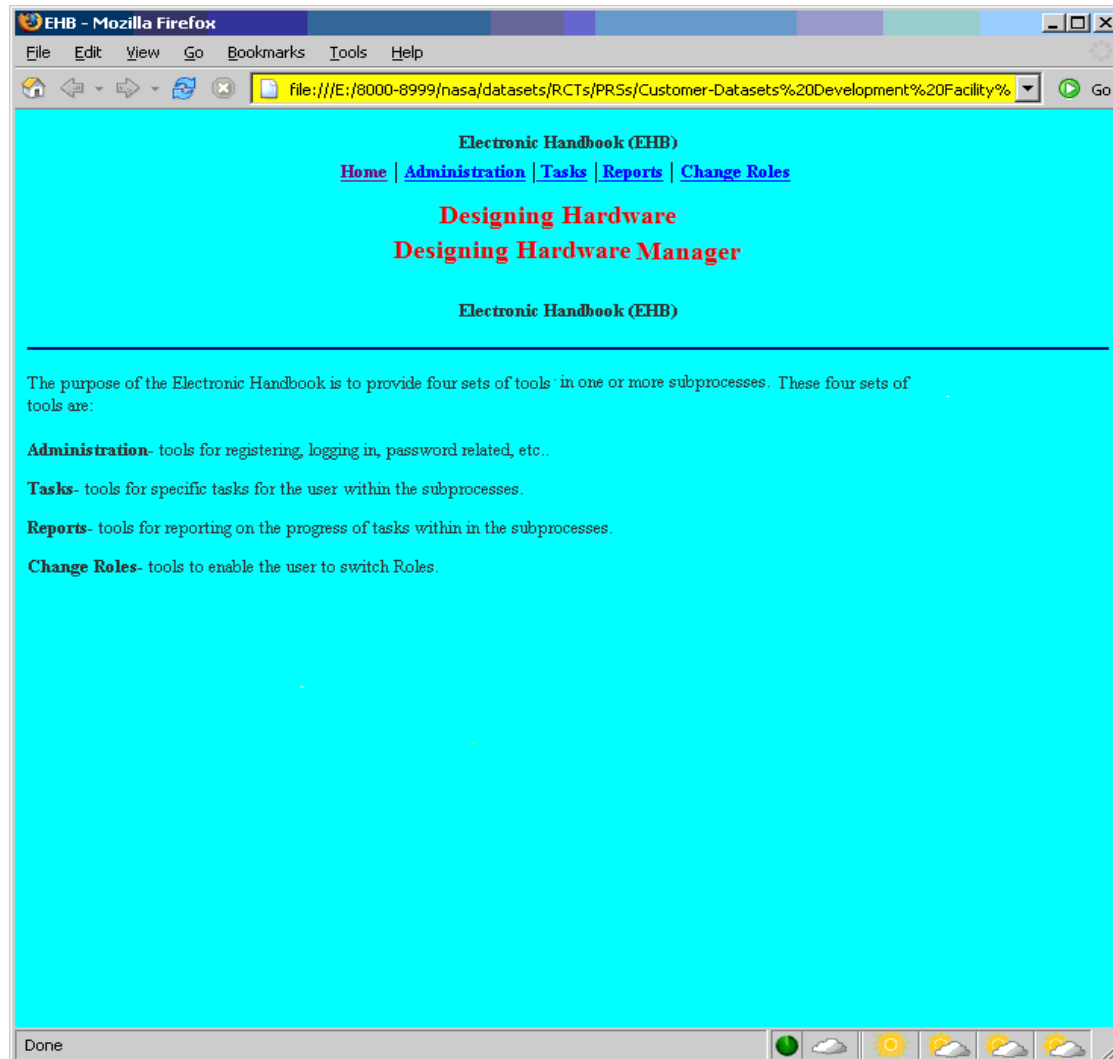 EHB - Mozilla Firefox
File Edit View Go Bookmarks Tools Help
file:///E:/8000-8999/nasa/datasets/RCTs/PRSs/Customer-Datasets%20Development%20Facility% Go
Electronic Handbook (EHB)
Home | Administration | Tasks | Reports | Change Roles
Designing Hardware
Designing Hardware Manager
Electronic Handbook (EHB)
The purpose of the Electronic Handbook is to provide four sets of tools in one or more subprocesses. These four sets of
tools are:
Administration- tools for registering, logging in, password related, etc..
Tasks- tools for specific tasks for the user within the subprocesses.
Reports- tools for reporting on the progress of tasks within in the subprocesses.
Change Roles- tools to enable the user to switch Roles.
Done